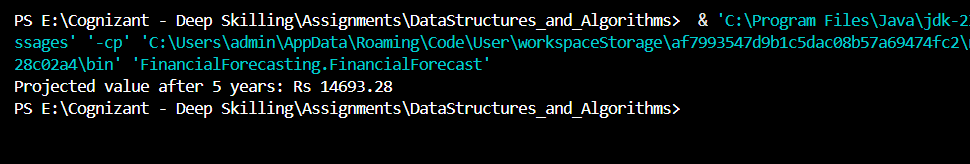 PS E:\Cognizant - Deep Skilling\Assignments\DataStructures_and_Algorithms>  & 'C:\Program Files\Java\jdk-2
ssages' '-cp' 'C:\Users\admin\AppData\Roaming\Code\User\workspaceStorage\af7993547d9b1c5dac08b57a69474fc2\
28c02a4\bin' 'FinancialForecasting.FinancialForecast'
Projected value after 5 years: Rs 14693.28
PS E:\Cognizant - Deep Skilling\Assignments\DataStructures_and_Algorithms>